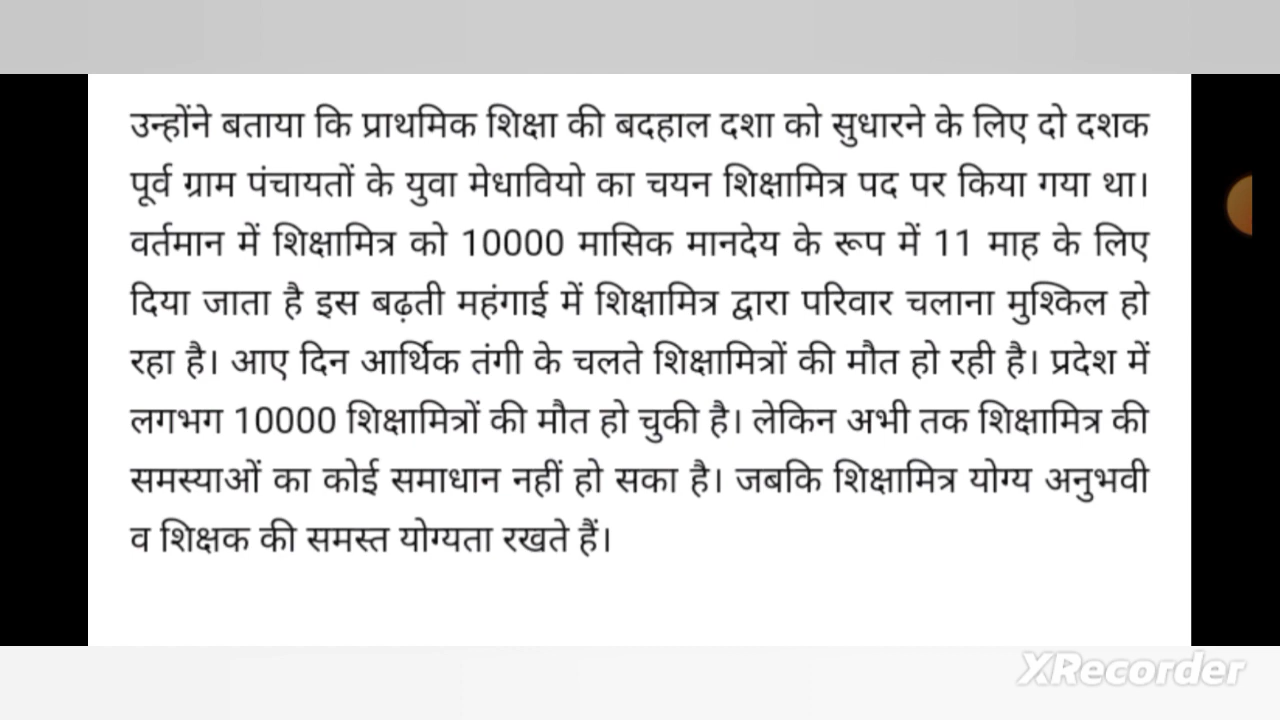 उन्होंने बताया कि प्राथमिक शिक्षा की बदहाल दशा को सुधारने के लिए दो दशक
पूर्व ग्राम पंचायतों के युवा मेधावियो का चयन शिक्षामित्र पद पर किया गया था।
वर्तमान में शिक्षामित्र को 10000 मासिक मानदेय के रूप में 11 माह के लिए
दिया जाता है इस बढ़ती महंगाई में शिक्षामित्र द्वारा परिवार चलाना मुश्किल हो
रहा है। आए दिन आर्थिक तंगी के चलते शिक्षामित्रों की मौत हो रही है। प्रदेश में
लगभग 10000 शिक्षामित्रों की मौत हो चुकी है। लेकिन अभी तक शिक्षामित्र की
समस्याओं का कोई समाधान नहीं हो सका है। जबकि शिक्षामित्र योग्य अनुभवी
व शिक्षक की समस्त योग्यता रखते हैं।
XRecorder